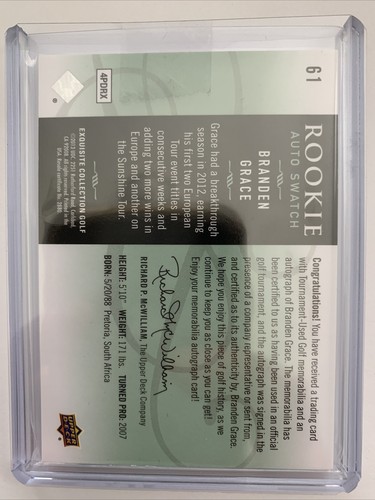 61
ROOKIE
AUTO SWATCH
BRANDEN
GRACE
Grace had a breakthrough
season in 2012, earning
his first two European
Tour event titles in
consecutive weeks and
adding two more wins in
Europe and another on
the Sunshine Tour.
EXQUISITE COLLECTION GOLF
4PDRX
Congratulations! You have received a trading card
with Tournament-Used Golf memorabilia and an
autograph of Branden Grace. The memorabilia has
been certified to us as having been used in an official
golf tournament, and the autograph was signed in the
presence of a company representative or sent from,
and certified as to its authenticity by, Branden Grace.
We hope you enjoy this piece of golf history, as we
continue to keep you as close as you can get!
Enjoy your memorabilia autograph card!
Richard McWilliam
RICHARD P. McWILLIAM, The Upper Deck Company
HEIGHT: 5'10" WEIGHT: 171 lbs. TURNED PRO: 2007
BORN: 5/20/88 Pretoria, South Africa
UPPER
DECK